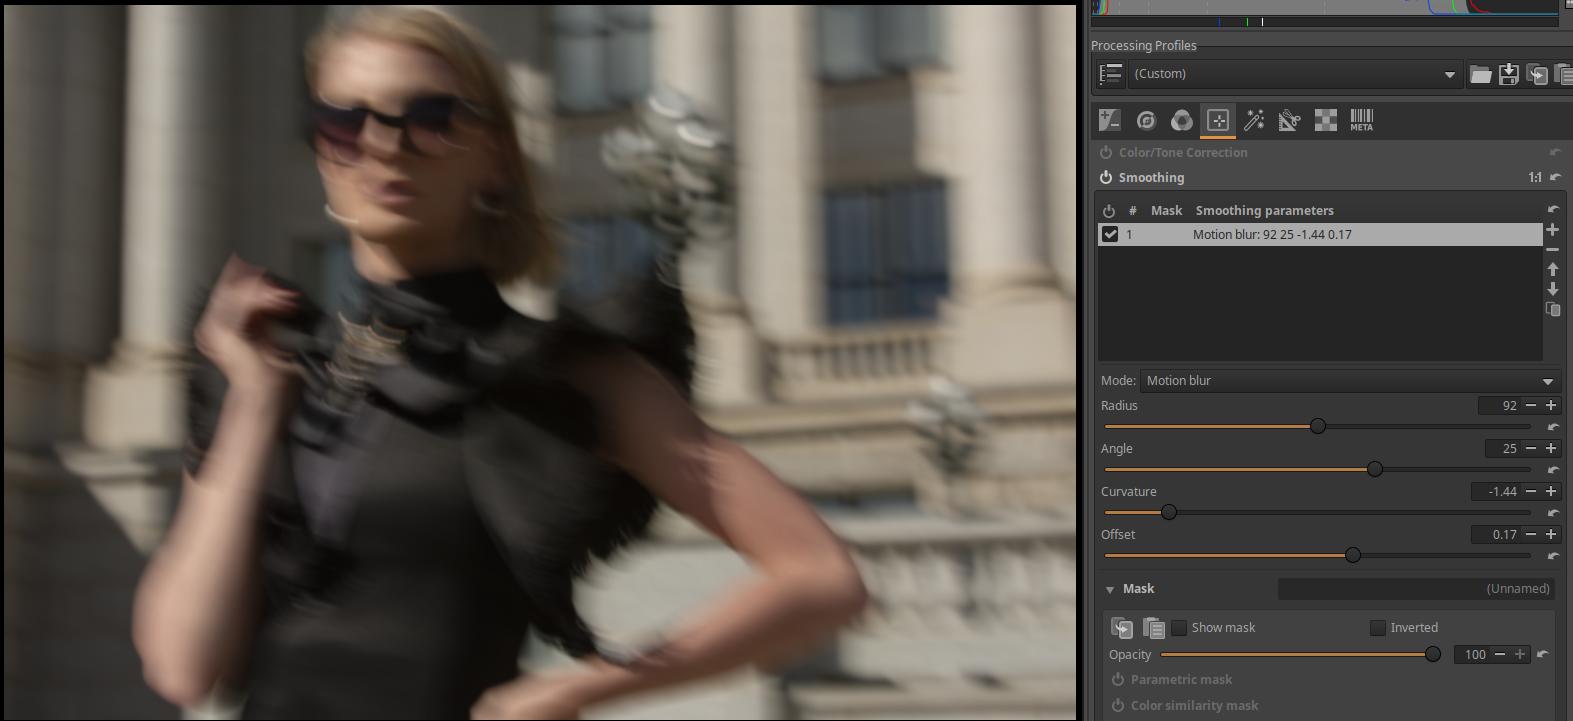 Processing Profiles
(Custom)
META
Color/Tone Correction
Smoothing 1:1
# Mask Smoothing parameters
1 Motion blur: 92 25 -1.44 0.17
Mode: Motion blur
Radius 92
Angle 25
Curvature -1.44
Offset 0.17
Mask (Unnamed)
Show mask Inverted
Opacity 100
Parametric mask
Color similarity mask